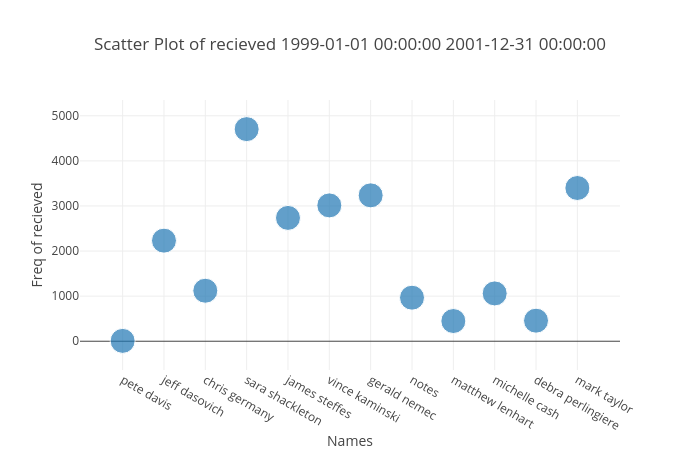 Scatter Plot of recieved 1999-01-01 00:00:00 2001-12-31 00:00:00
5000
4000
3000
2000
1000
0
Freq of recieved
pete davis
jeff dasovich
chris germany
sara shackleton
james steffes
vince kaminski
gerald nemec
notes
matthew lenhart
michelle cash
debra perlingiere
mark taylor
Names